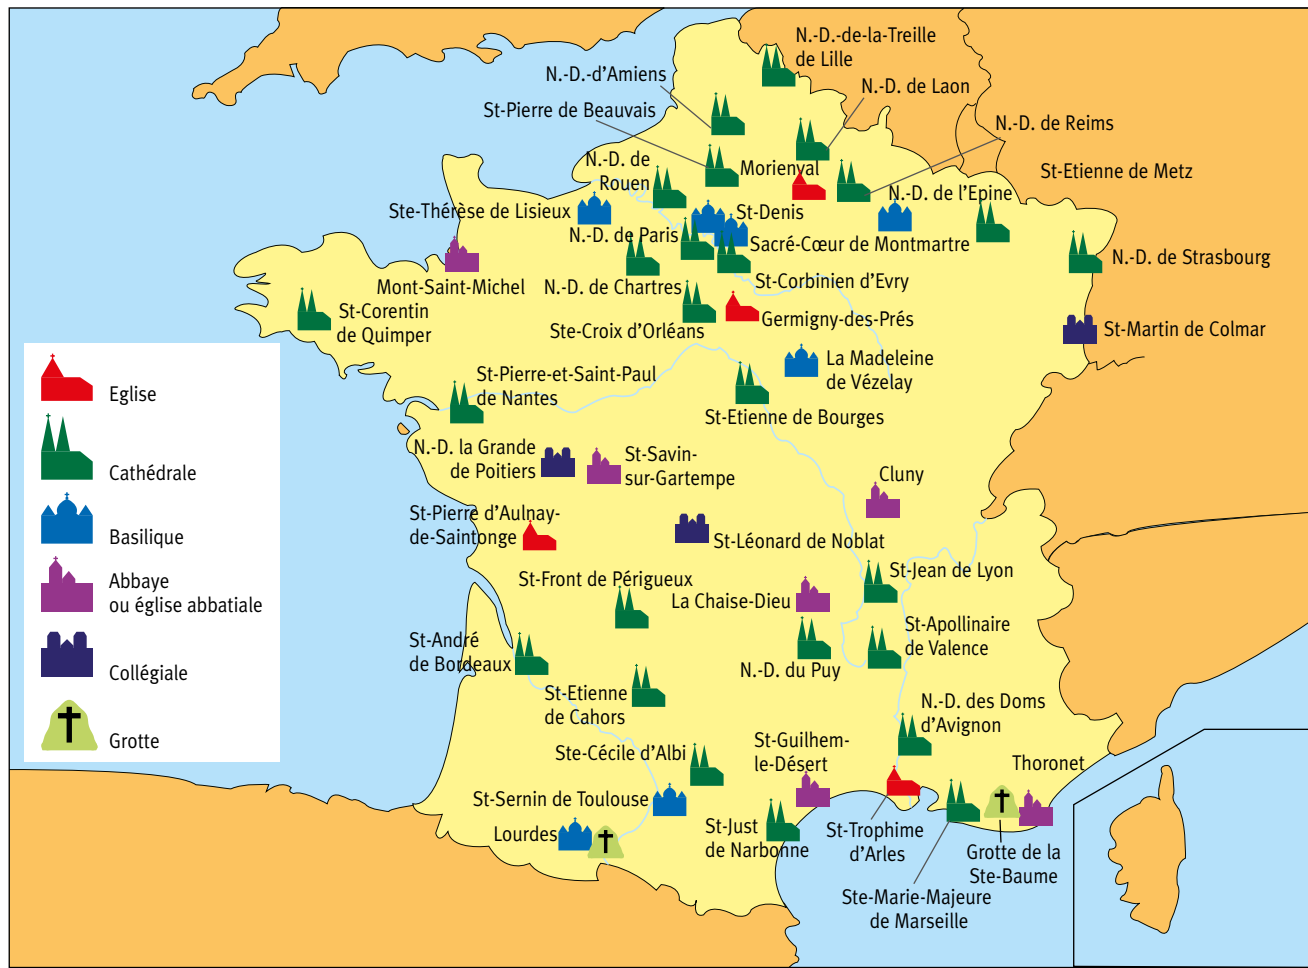 N.-D.-de-la-Treille
de Lille
N.-D.-d'Amiens
N.-D. de Laon
St-Pierre de Beauvais
N.-D. de Reims
N.-D. de
Rouen
Morienval
St-Etienne de Metz
N.-D. de l'Epine
Ste-Thérèse de Lisieux
St-Denis
N.-D. de Paris
Sacré-Cœur de Montmartre
N.-D. de Strasbourg
Mont-Saint-Michel
N.-D. de Chartres
St-Corbinien d'Evry
St-Corentin
de Quimper
Ste-Croix d'Orléans
Germigny-des-Prés
St-Martin de Colmar
La Madeleine
de Vézelay
St-Pierre-et-Saint-Paul
de Nantes
St-Etienne de Bourges
N.-D. la Grande
de Poitiers
St-Savin-
sur-Gartempe
Cluny
St-Pierre d'Aulnay-
de-Saintonge
St-Léonard de Noblat
St-Front de Périgueux
St-Jean de Lyon
La Chaise-Dieu
St-André
de Bordeaux
St-Apollinaire
de Valence
N.-D. du Puy
St-Etienne
de Cahors
N.-D. des Doms
d'Avignon
Ste-Cécile d'Albi
St-Guilhem-
le-Désert
Thoronet
St-Sernin de Toulouse
Lourdes
St-Just
de Narbonne
St-Trophime
d'Arles
Grotte de la
Ste-Baume
Ste-Marie-Majeure
de Marseille
Eglise
Cathédrale
Basilique
Abbaye
ou église abbatiale
Collégiale
Grotte